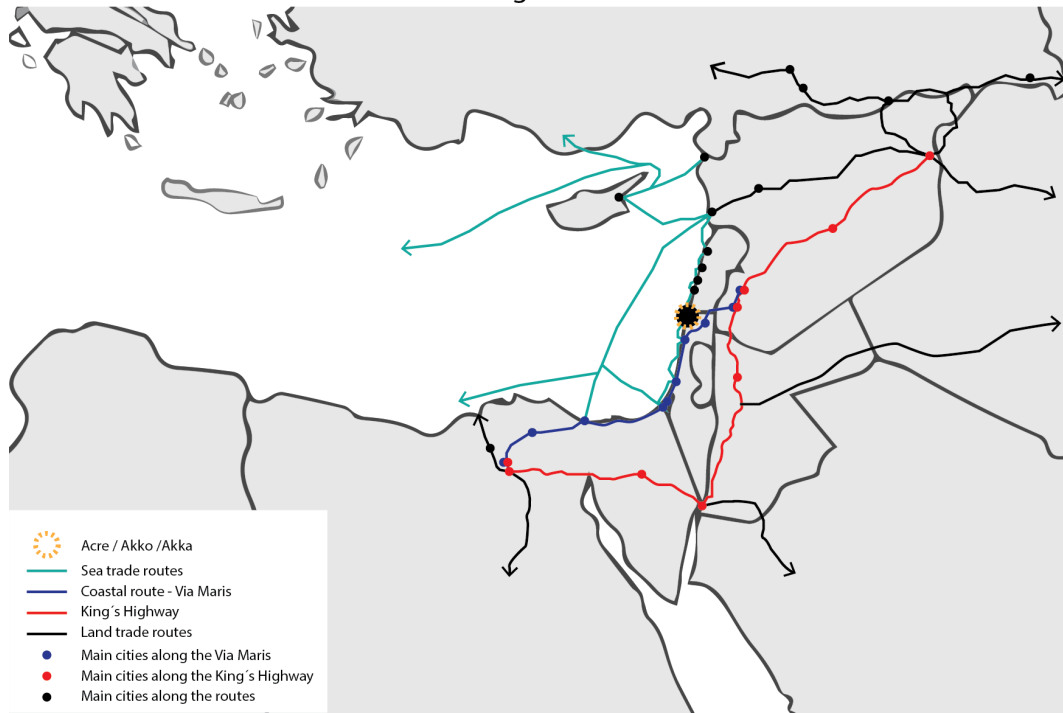 Acre / Akko /Akka
Sea trade routes
Coastal route - Via Maris
King´s Highway
Land trade routes
Main cities along the Via Maris
Main cities along the King´s Highway
Main cities along the routes